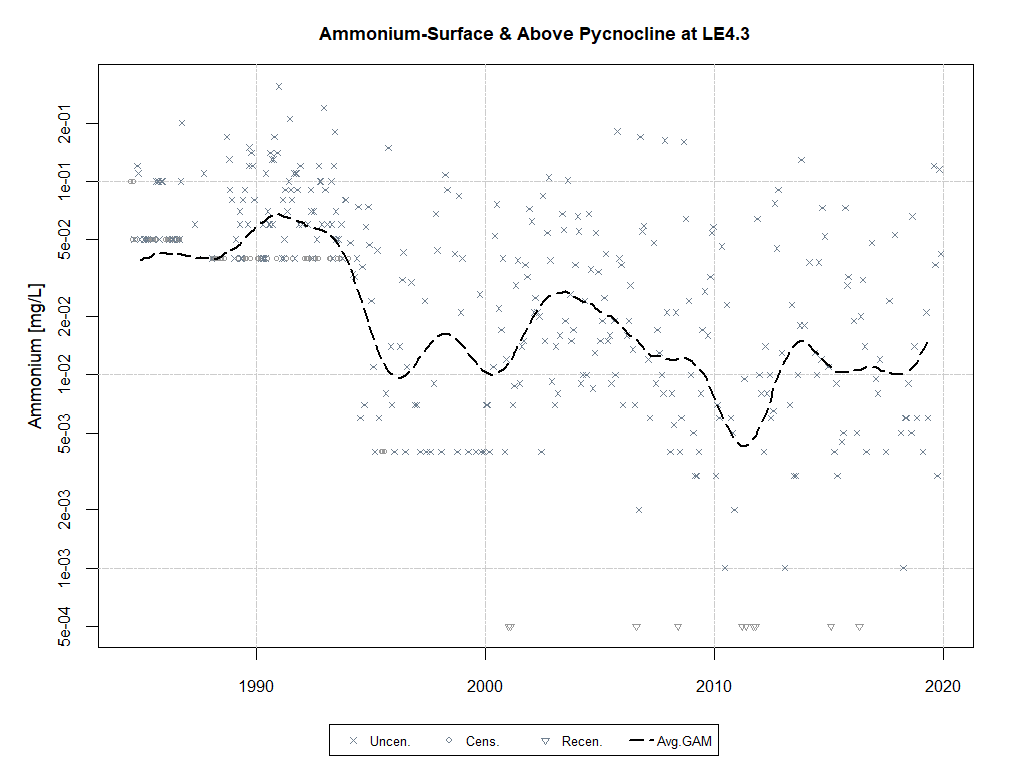 Ammonium-Surface & Above Pycnocline at LE4.3
Ammonium [mg/L]
2e-01
1e-01
5e-02
2e-02
1e-02
5e-03
2e-03
1e-03
5e-04
1990 2000 2010 2020
Uncen. Cens. Recen. Avg.GAM